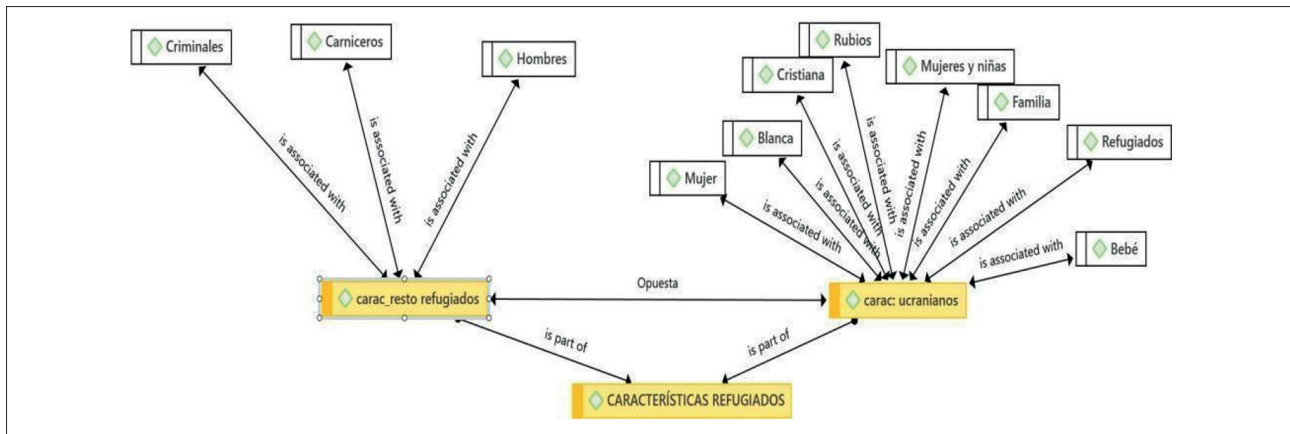 Criminales
Carniceros
Hombres
Rubios
Cristiana
Mujeres y niñas
Familia
Blanca
Refugiados
Mujer
Bebé
is associated with
is associated with
is associated with
is associated with
is associated with
is associated with
is associated with
is associated with
is associated with
is associated with
is associated with
carac_resto refugiados
Opuesta
carac: ucranianos
is part of
is part of
CARACTERÍSTICAS REFUGIADOS